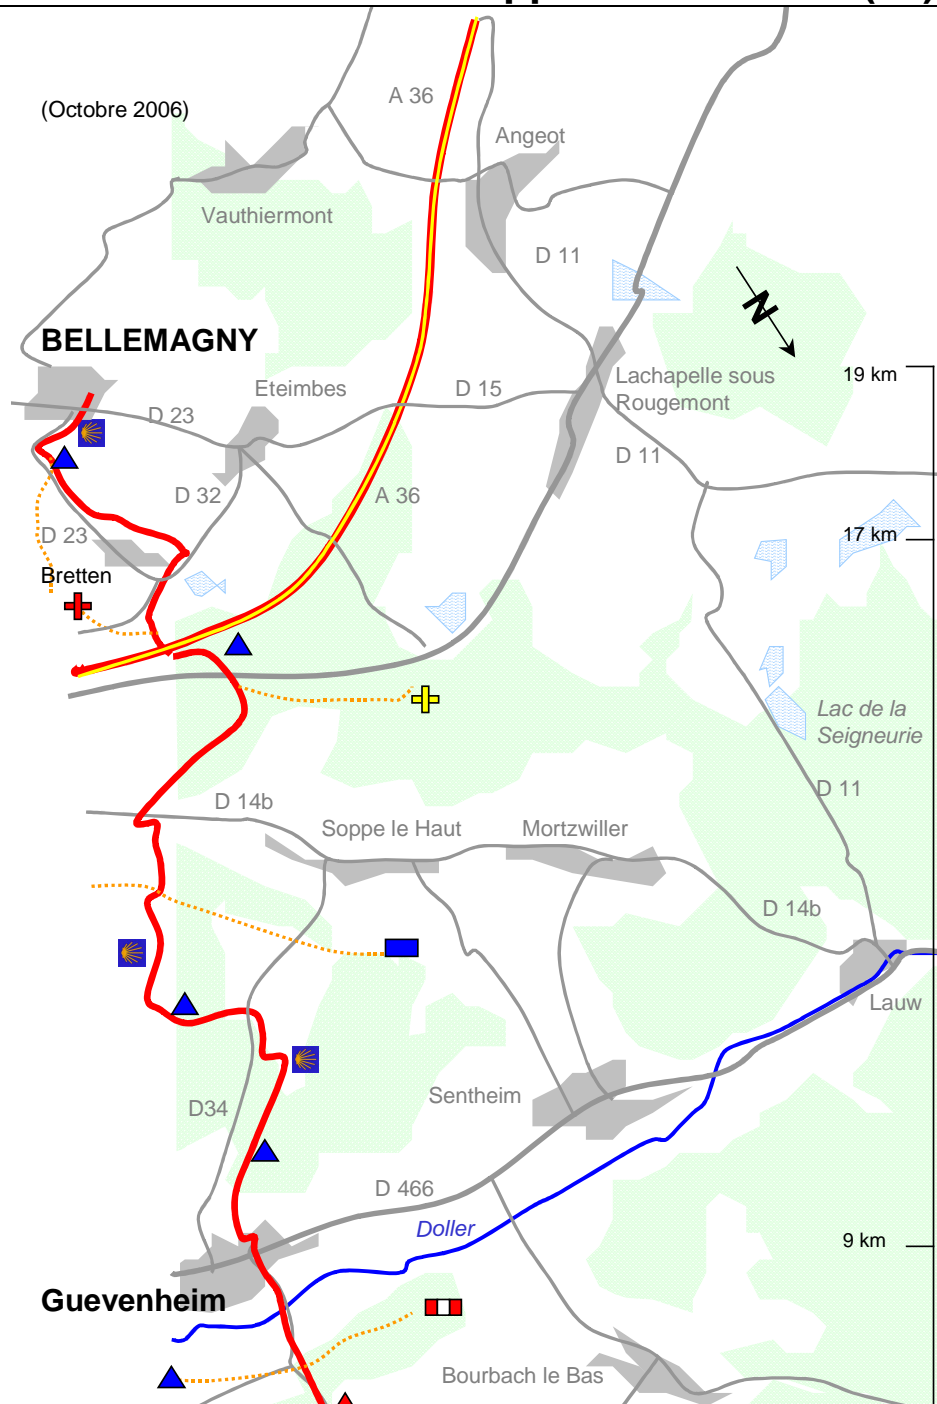 (Octobre 2006)
A 36
Angeot
Vauthiermont
D 11
BELLEMAGNY
N
19 km
Eteimbes
D 15
Lachapelle sous
Rougemont
D 23
D 11
D 32
A 36
D 23
17 km
Bretten
Lac de la
Seigneurie
D 11
D 14b
Soppe le Haut
Mortzwiller
D 14b
Lauw
Sentheim
D34
D 466
Doller
9 km
Guevenheim
Bourbach le Bas